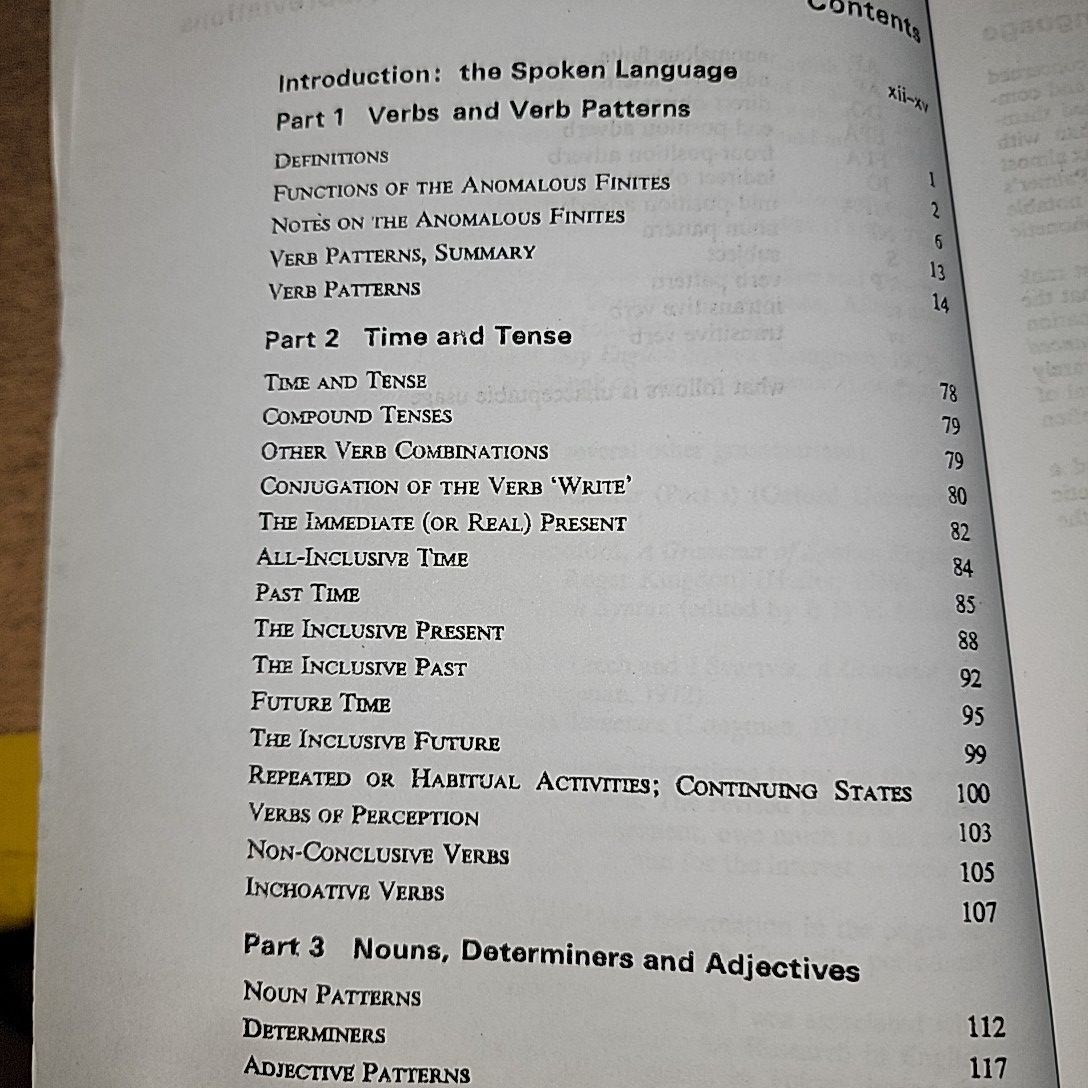 Contents
Introduction: the Spoken Language xii–xv
Part 1 Verbs and Verb Patterns
DEFINITIONS 1
FUNCTIONS OF THE ANOMALOUS FINITES 2
NOTES ON THE ANOMALOUS FINITES 6
VERB PATTERNS, SUMMARY 13
VERB PATTERNS 14
Part 2 Time and Tense
TIME AND TENSE 78
COMPOUND TENSES 79
OTHER VERB COMBINATIONS 79
CONJUGATION OF THE VERB ‘WRITE’ 80
THE IMMEDIATE (OR REAL) PRESENT 82
ALL-INCLUSIVE TIME 84
PAST TIME 85
THE INCLUSIVE PRESENT 88
THE INCLUSIVE PAST 92
FUTURE TIME 95
THE INCLUSIVE FUTURE 99
REPEATED OR HABITUAL ACTIVITIES; CONTINUING STATES 100
VERBS OF PERCEPTION 103
NON-CONCLUSIVE VERBS 105
INCHOATIVE VERBS 107
Part 3 Nouns, Determiners and Adjectives
NOUN PATTERNS 112
DETERMINERS 117
ADJECTIVE PATTERNS